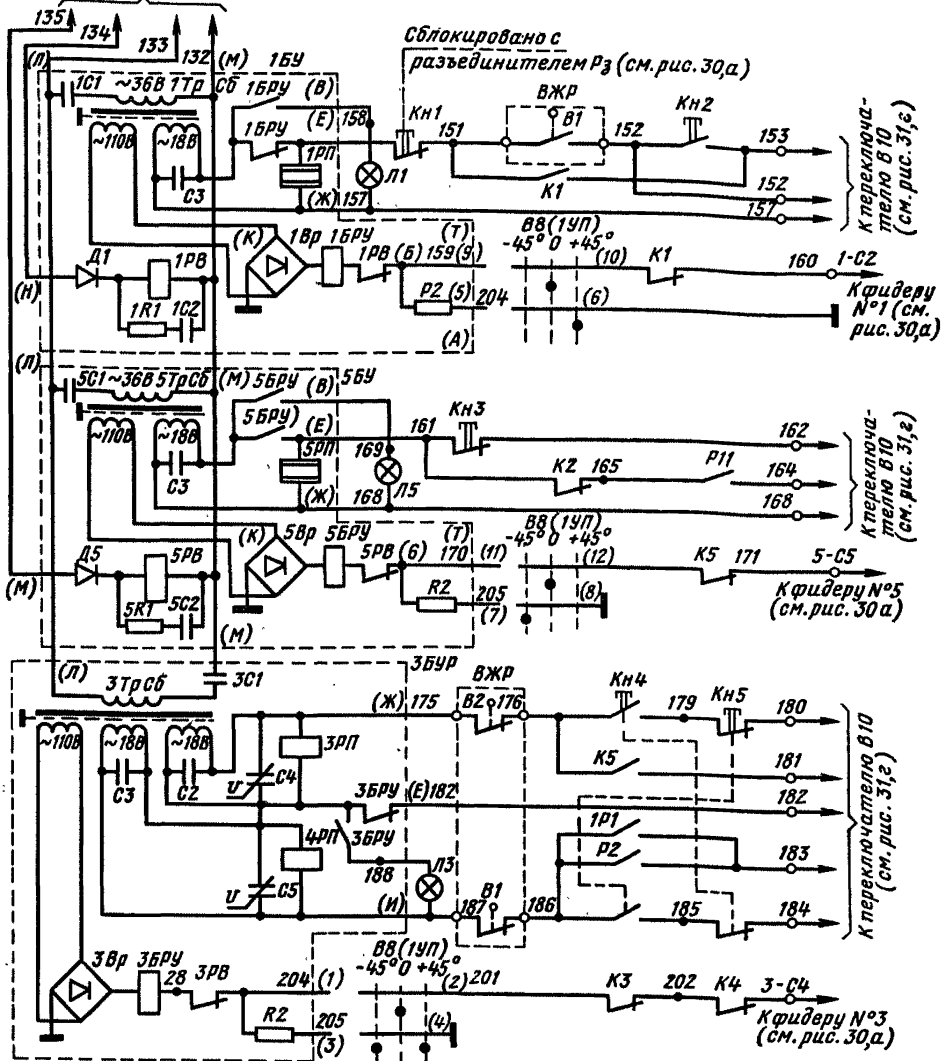 135
134
133
132
(Л)
(М)
1БУ
Сблокировано с
разъединителем Р3 (см. рис. 30,а)
1С1
~36В 1Тр Сб
1БРУ
(В)
(Е)
158
Кн1
151
ВЖР
В1
152
Кн2
153
~110В
~18В
1БРУ
1РП
Л1
К1
С3
(Ж)
157
152
157
К переключа-
телю В10
(см. рис. 31,г)
(К)
1Вр
1БРУ
1РВ
(Б)
(Т)
159(9)
В8(1УП)
-45° 0 +45°
(10)
К1
160
1-С2
К фидеру
№1 (см.
рис. 30,а)
Д1
1РВ
(Н)
1R1
1С2
Р2
(5)
204
(6)
(А)
(Л)
5С1
~36В 5ТрСб
(М)
5БРУ
(В)
5БУ
~110В
~18В
5БРУ)
(Е)
161
Кн3
162
5РП
169
Л5
К2
165
Р11
164
С3
(Ж)
168
168
К переключа-
телю В10
(см. рис. 31,г)
(К)
5Вр
5БРУ
5РВ
(6)
(Т)
170
(11)
В8(1УП)
-45° 0 +45°
(12)
К5
171
5-С5
К фидеру №5
(см. рис. 30а)
Д5
5РВ
(М)
5R1
5С2
R2
205
(7)
(8)
(М)
(Л)
3ТрСб
3С1
3БУР
~110В
~18В
~18В
С3
С2
С4
3РП
(Ж)
175
ВЖР
В2
176
Кн4
179
Кн5
180
К5
181
3БРУ
(Е)182
182
4РП
3БРУ
188
Л3
1Р1
Р2
183
С5
(И)
187
В1
186
185
184
К переключателю В10
(см. рис. 31,г)
3Вр
3БРУ
28
3РВ
204
(1)
В8(1УП)
-45° 0 +45°
(2)
201
К3
202
К4
3-С4
К фидеру №3
(см. рис. 30,а)
R2
205
(3)
(4)